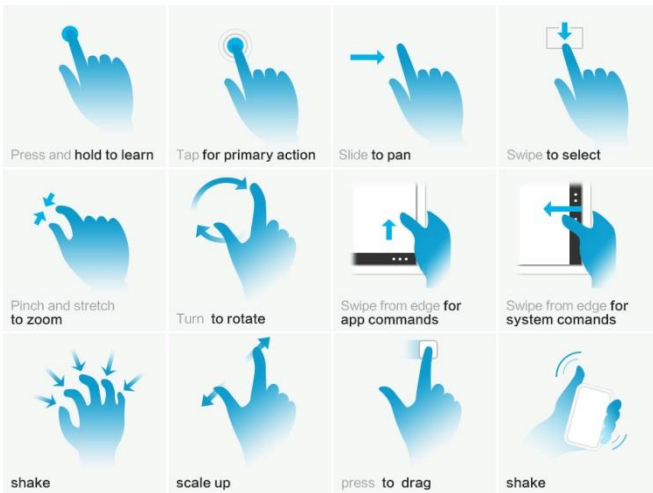 Press and hold to learn
Tap for primary action
Slide to pan
Swipe to select
Pinch and stretch
to zoom
Turn to rotate
Swipe from edge for
app commands
Swipe from edge for
system comands
shake
scale up
press to drag
shake